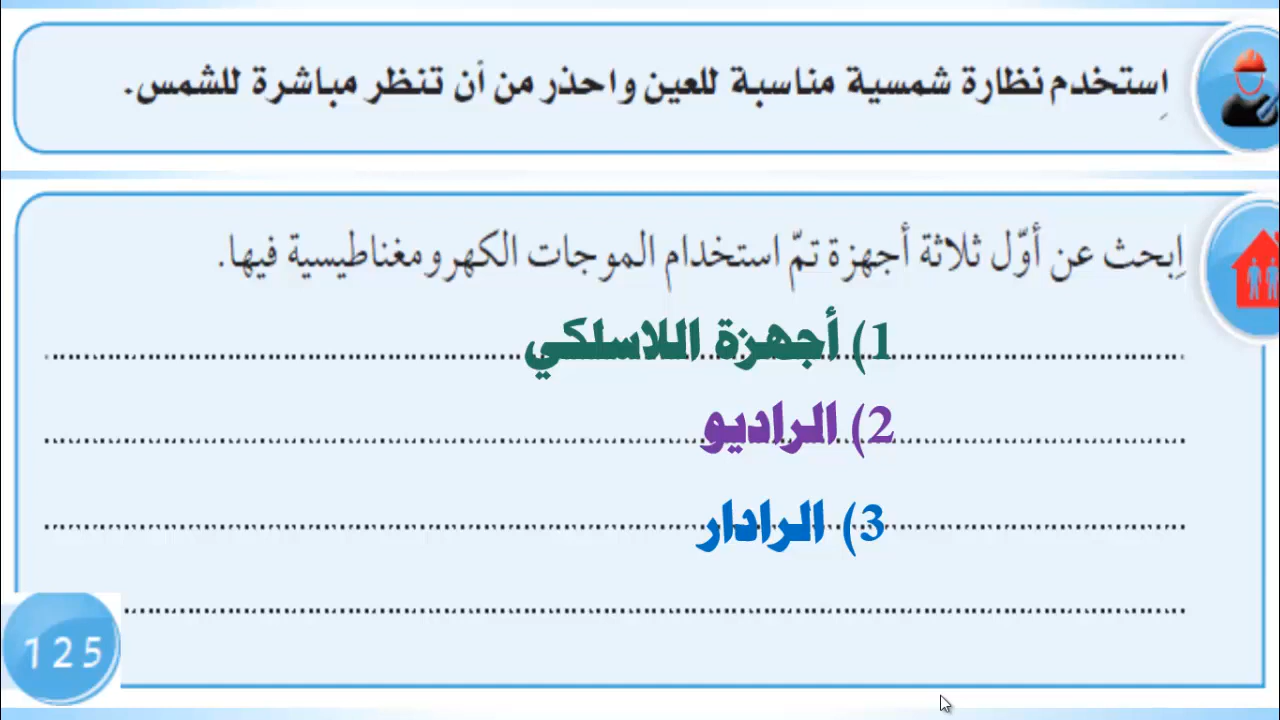 اِستخدم نظارة شمسية مناسبة للعين واحذر من أن تنظر مباشرة للشمس.
اِبحث عن أوّل ثلاثة أجهزة تمّ استخدام الموجات الكهرومغناطيسية فيها.
1) أجهزة اللاسلكي
2) الراديو
3) الرادار
125